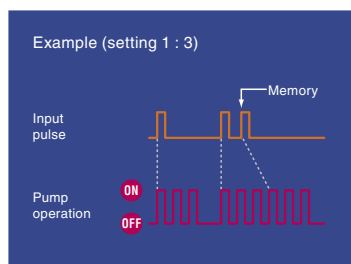 Example (setting 1 : 3)
Memory
Input
pulse
Pump
operation
ON
OFF